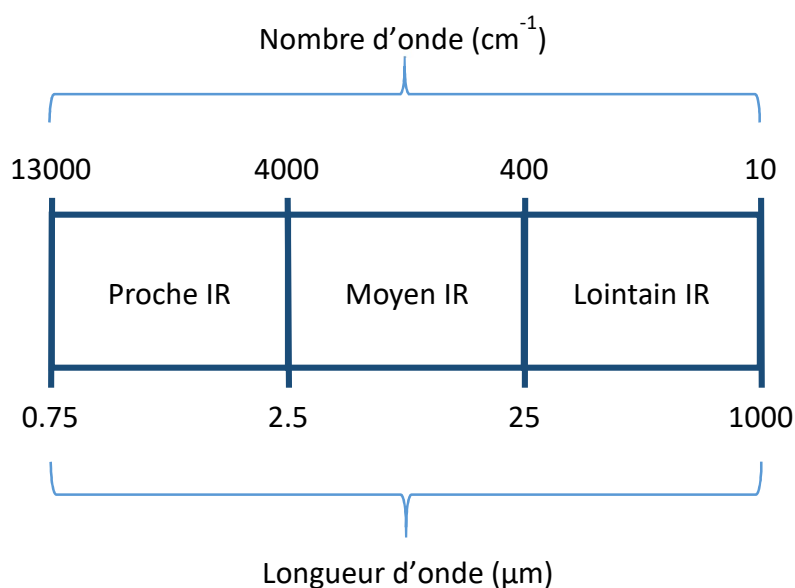 Nombre d'onde (cm⁻¹)
13000 4000 400 10
Proche IR Moyen IR Lointain IR
0.75 2.5 25 1000
Longueur d'onde (μm)